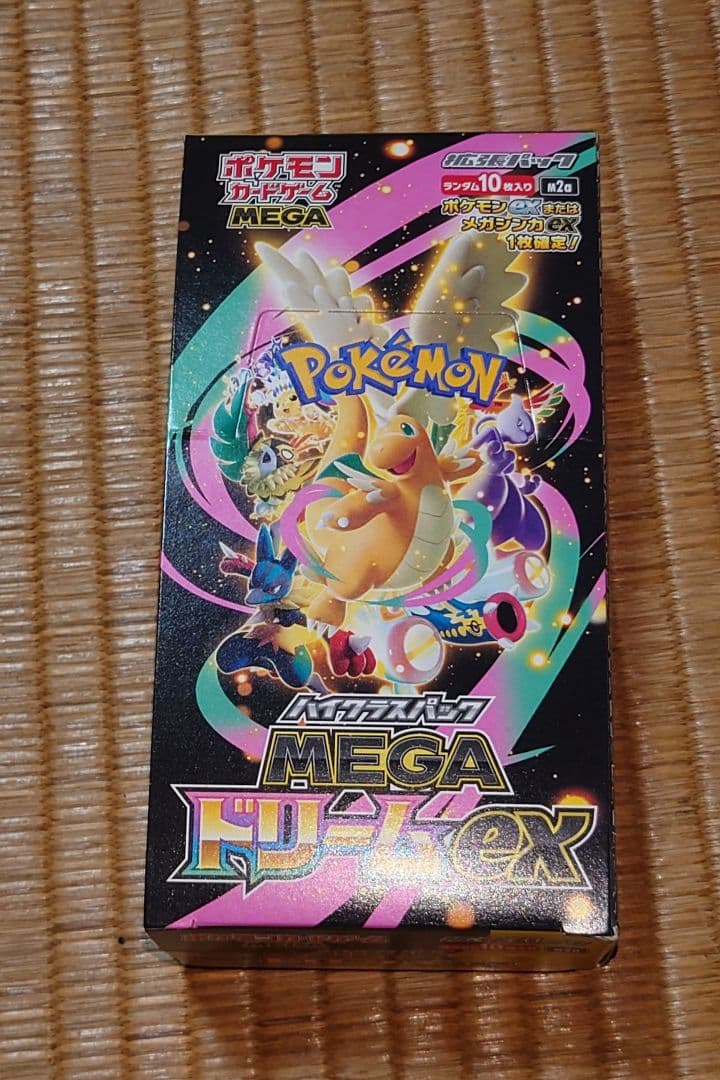 ポケモン
カードゲーム
MEGA
拡張パック
ランダム10枚入り M2a
ポケモンexまたは
メガシンカex
1枚確定!
POKéMON
ハイクラスパック
MEGA
ドリームex